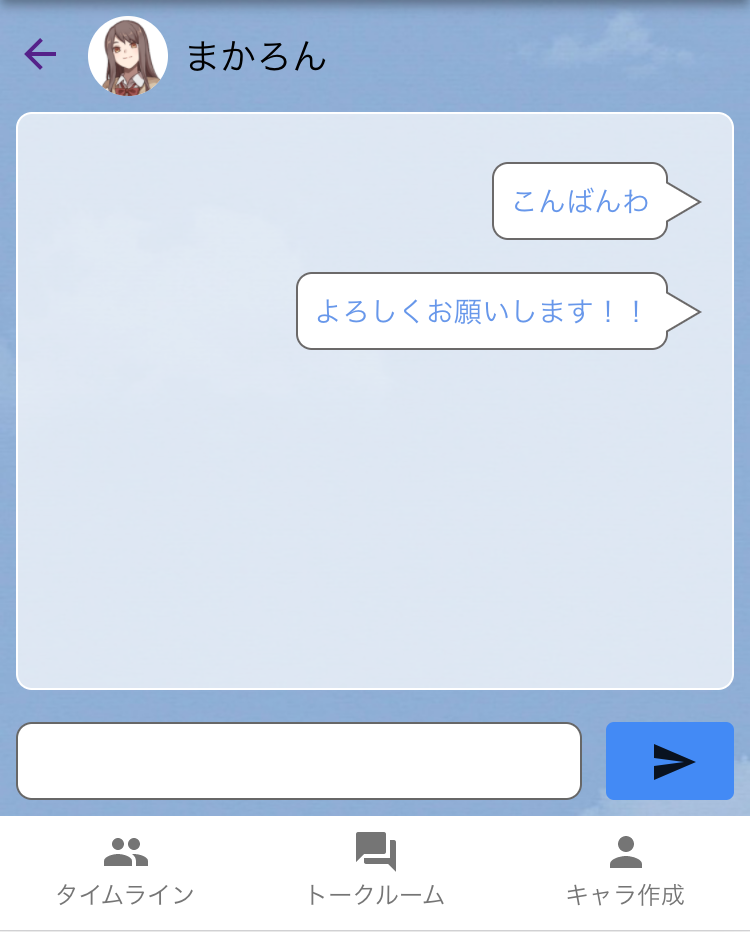 まかろん
こんばんわ
よろしくお願いします！！
タイムライン
トークルーム
キャラ作成